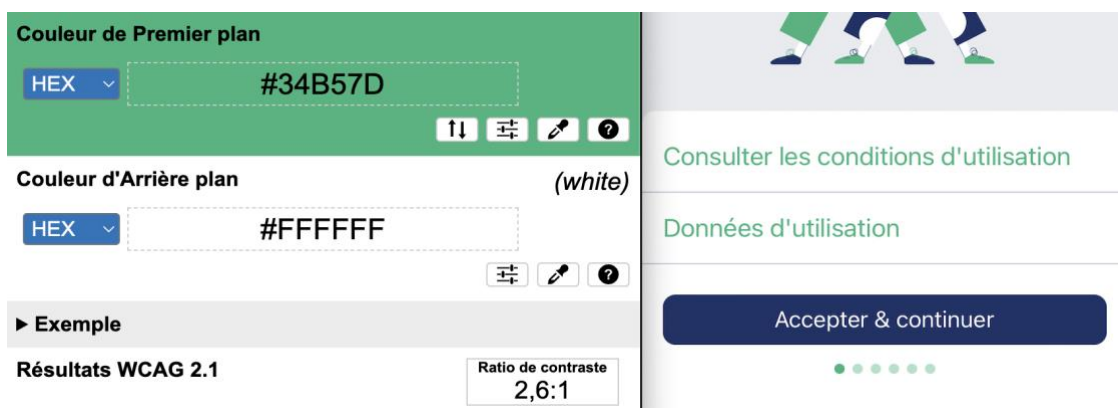 Couleur de Premier plan
HEX #34B57D
Couleur d'Arrière plan (white)
HEX #FFFFFF
▶ Exemple
Résultats WCAG 2.1
Ratio de contraste
2,6:1
Consulter les conditions d'utilisation
Données d'utilisation
Accepter & continuer